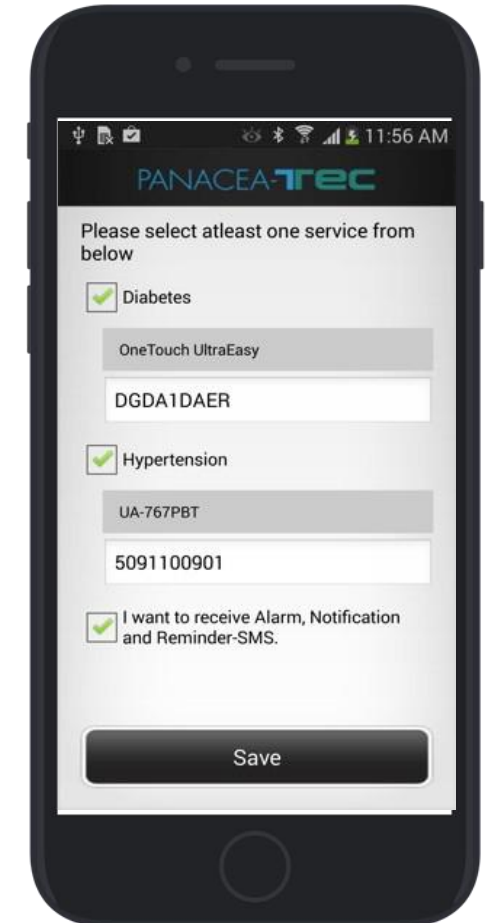 11:56 AM
PANACEA-Trec
Please select atleast one service from
below
Diabetes
OneTouch UltraEasy
DGDA1DAER
Hypertension
UA-767PBT
5091100901
I want to receive Alarm, Notification
and Reminder-SMS.
Save